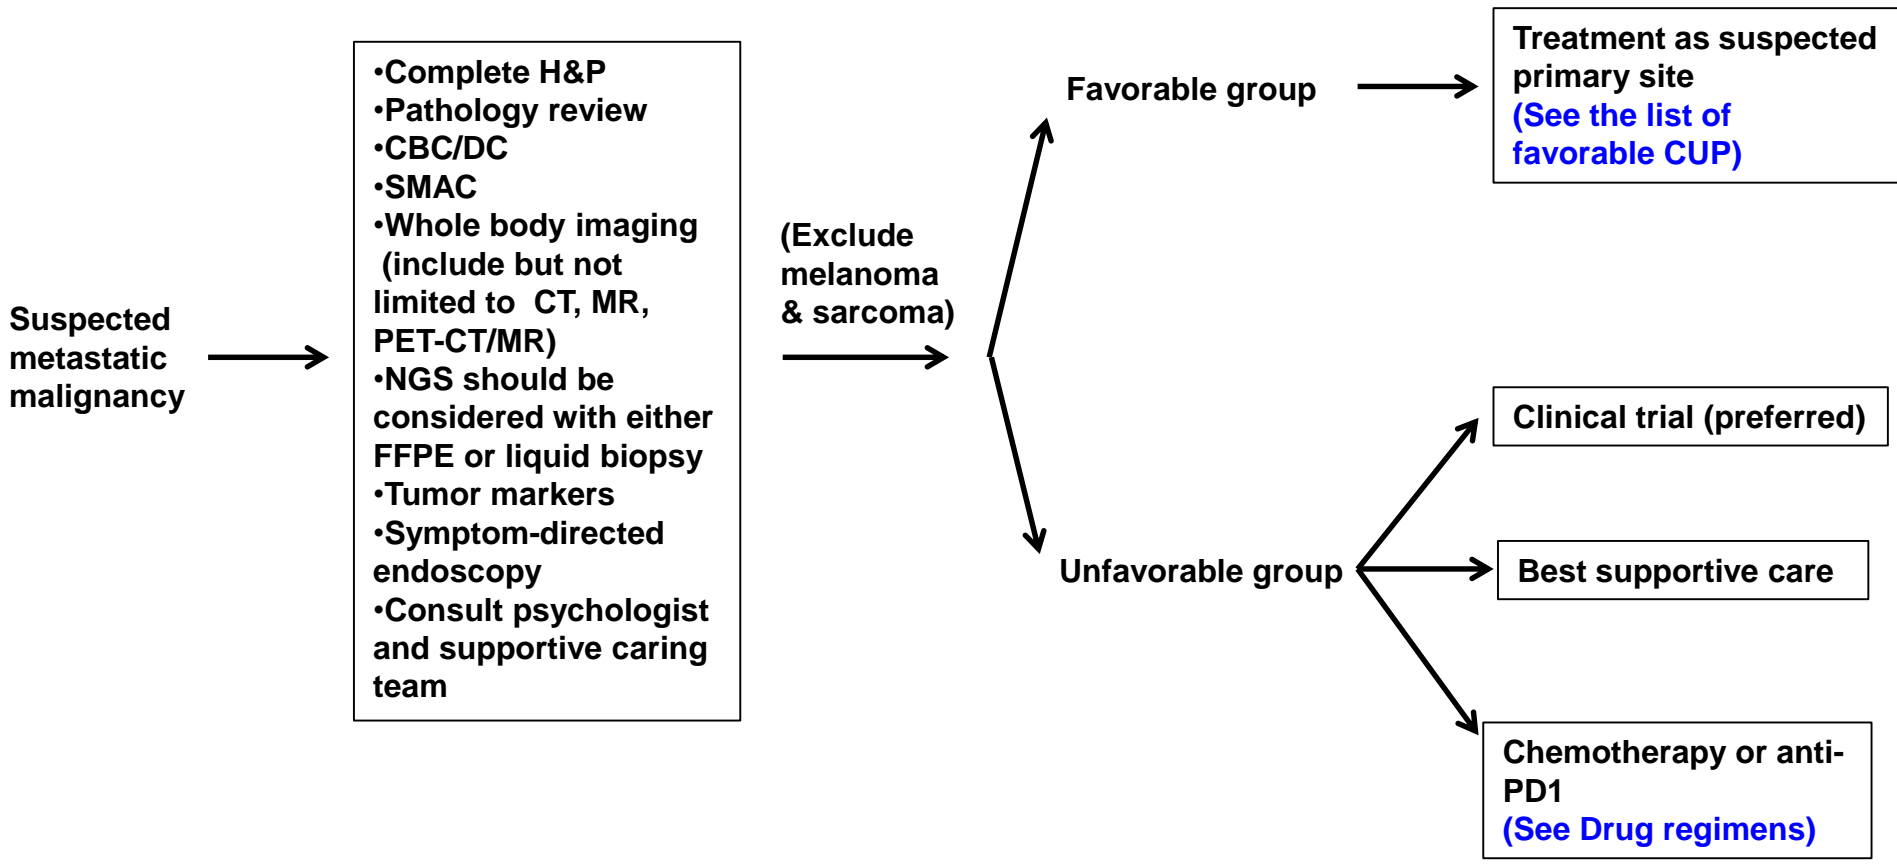 Suspected
metastatic
malignancy
•Complete H&P
•Pathology review
•CBC/DC
•SMAC
•Whole body imaging
(include but not
limited to  CT, MR,
PET-CT/MR)
•NGS should be
considered with either
FFPE or liquid biopsy
•Tumor markers
•Symptom-directed
endoscopy
•Consult psychologist
and supportive caring
team
(Exclude
melanoma
& sarcoma)
Favorable group
Treatment as suspected
primary site
(See the list of
favorable CUP)
Unfavorable group
Clinical trial (preferred)
Best supportive care
Chemotherapy or anti-
PD1
(See Drug regimens)